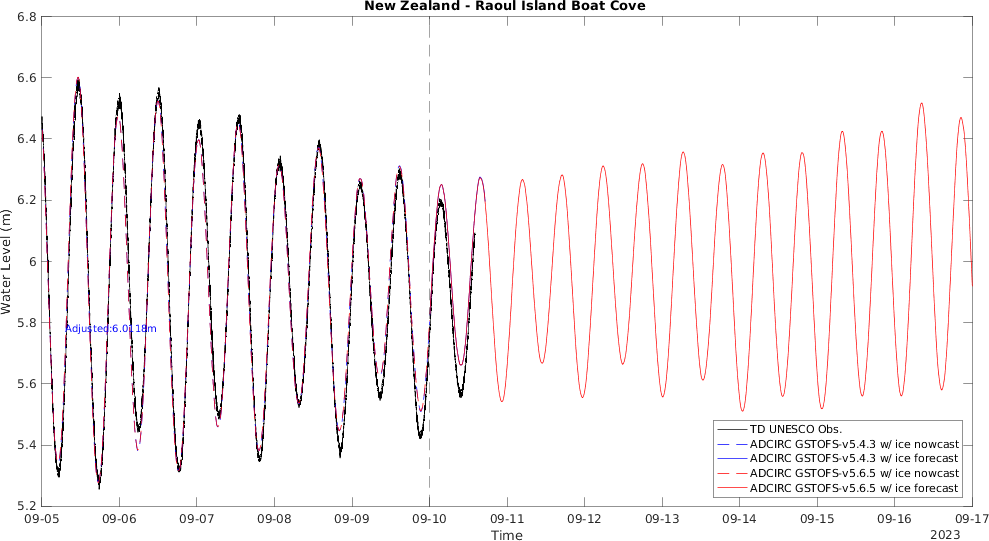 New Zealand - Raoul Island Boat Cove
Water Level (m)
6.8
6.6
6.4
6.2
6
5.8
5.6
5.4
5.2
TD UNESCO Obs.
ADCIRC GSTOFS-v5.4.3 w/ ice nowcast
ADCIRC GSTOFS-v5.4.3 w/ ice forecast
ADCIRC GSTOFS-v5.6.5 w/ ice nowcast
ADCIRC GSTOFS-v5.6.5 w/ ice forecast
09-05 09-06 09-07 09-08 09-09 09-10 09-11 09-12 09-13 09-14 09-15 09-16 09-17
Time
2023